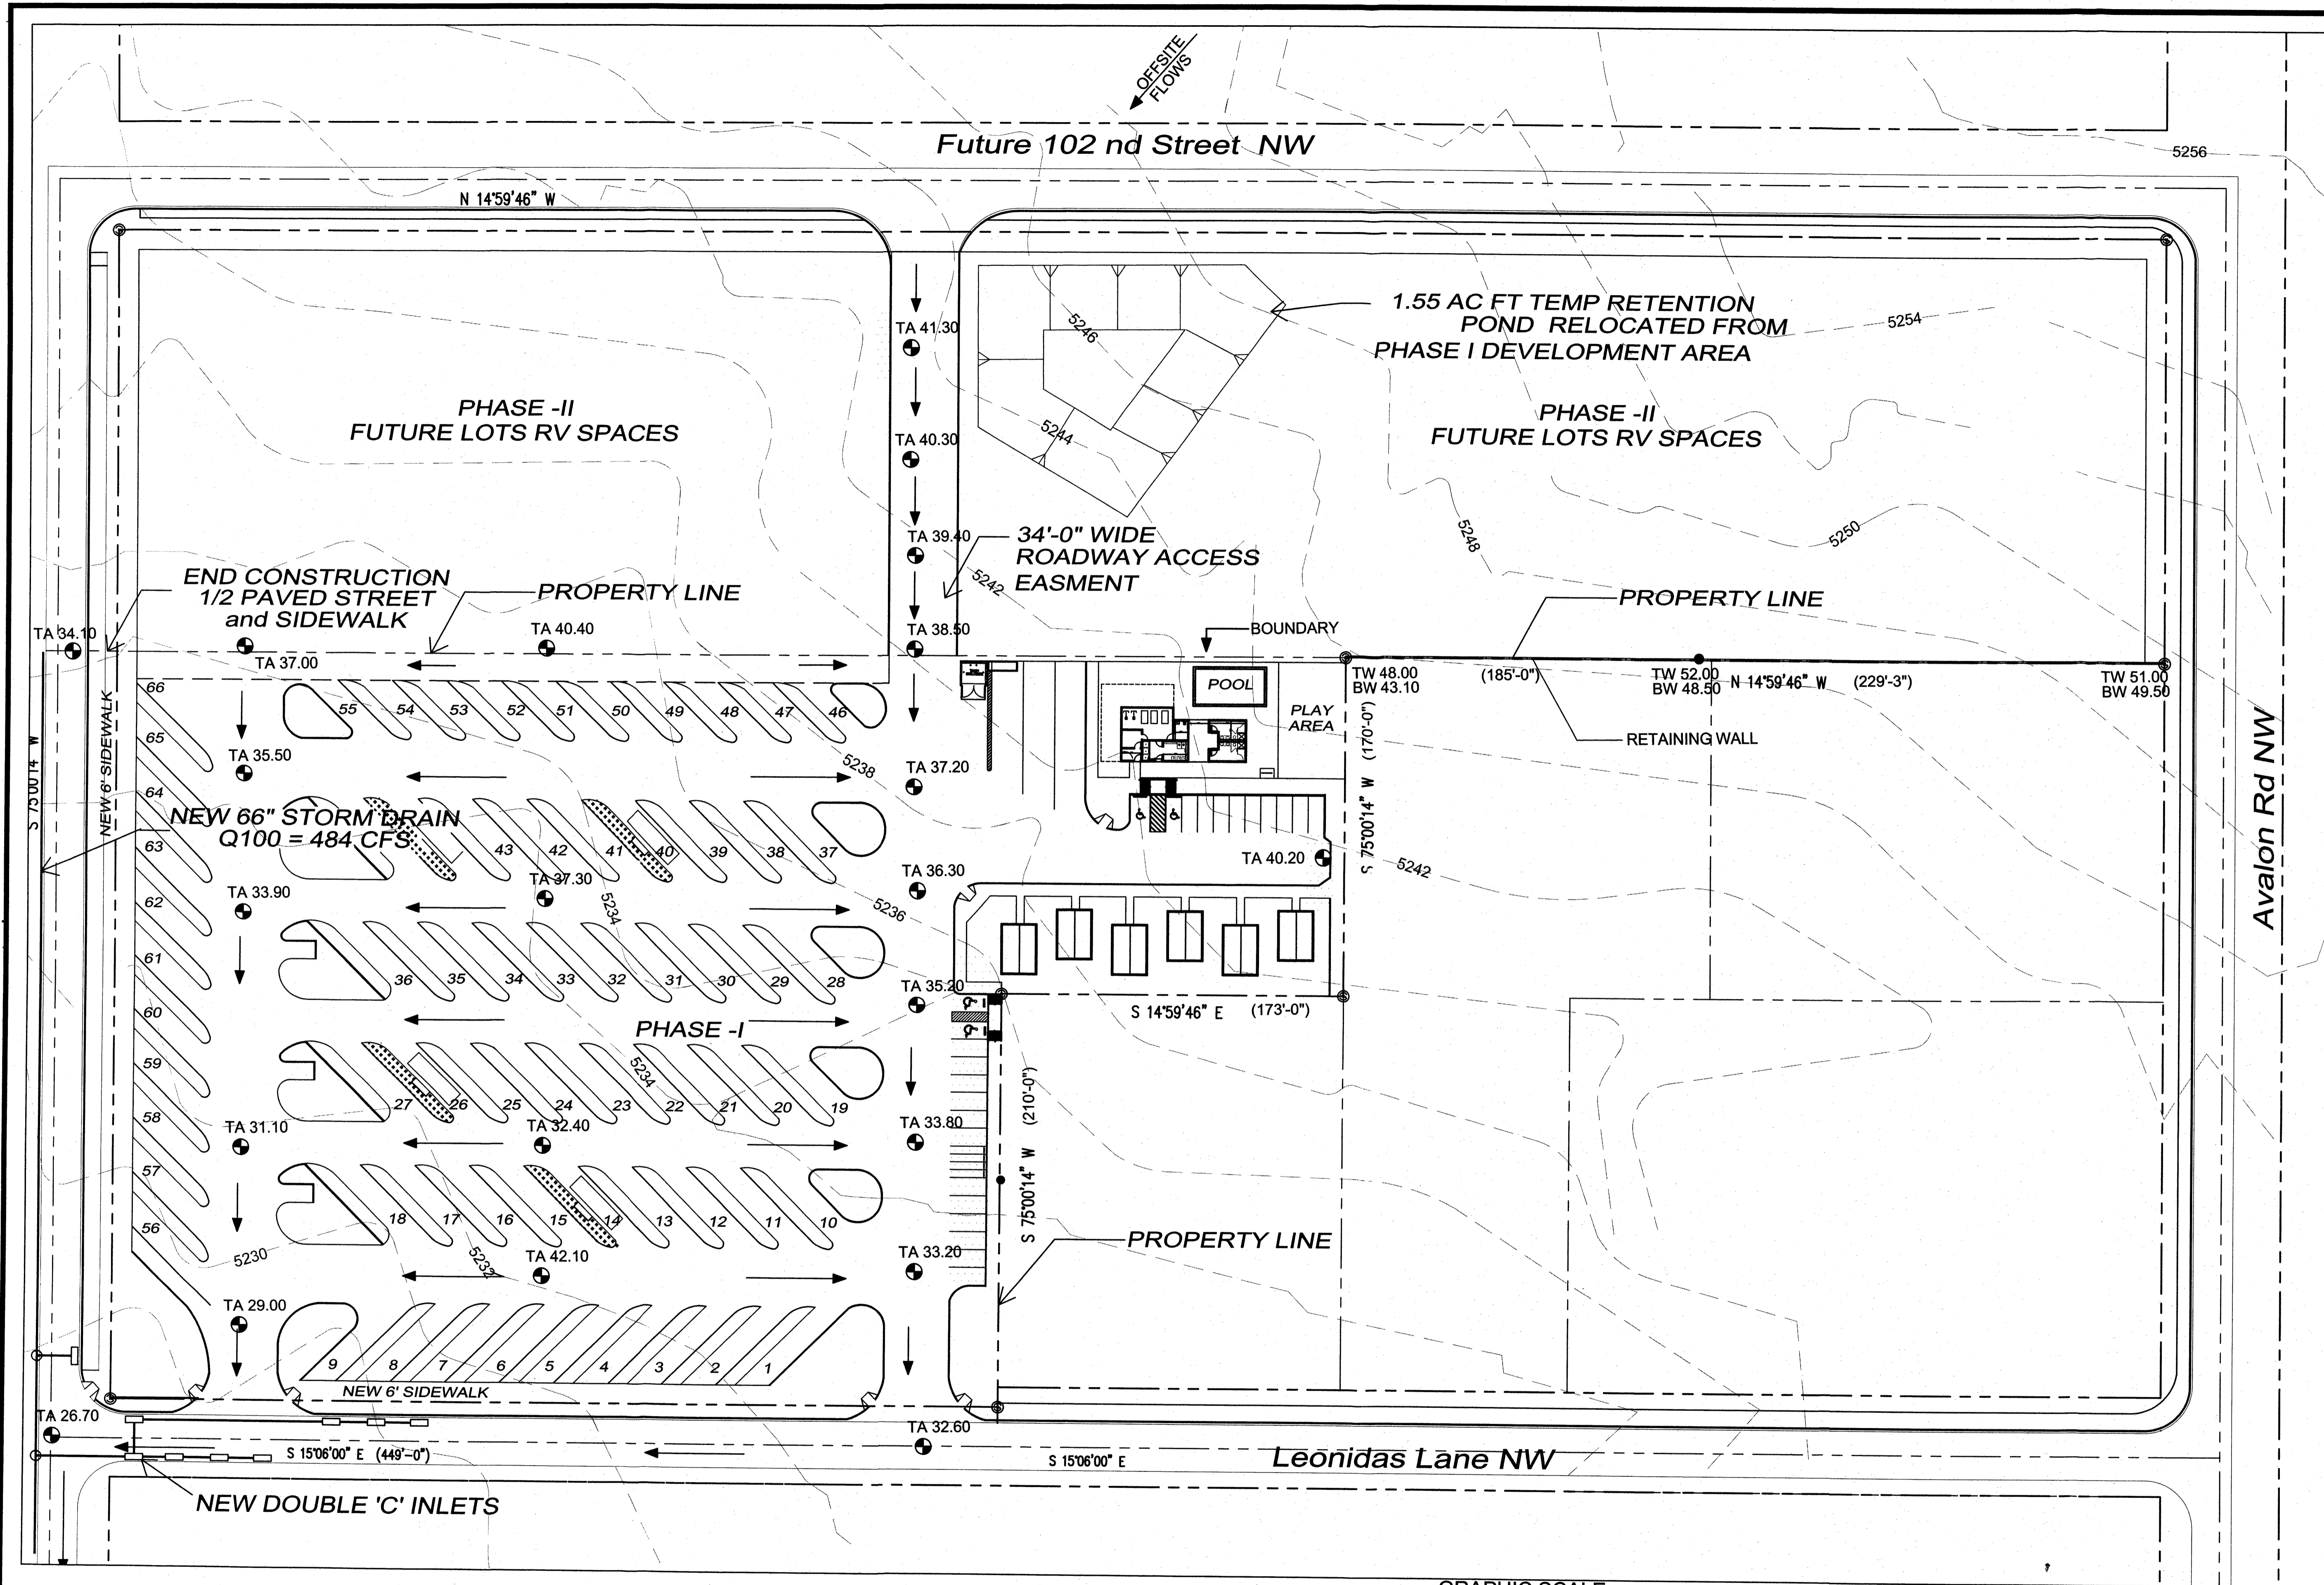 OFFSITE
FLOWS
Future 102 nd Street NW
5256
N 14°59'46" W
1.55 AC FT TEMP RETENTION
POND RELOCATED FROM
PHASE I DEVELOPMENT AREA
TA 41.30
5246
5254
PHASE -II
FUTURE LOTS RV SPACES
TA 40.30
5244
PHASE -II
FUTURE LOTS RV SPACES
TA 39.40
34'-0" WIDE
ROADWAY ACCESS
EASMENT
5242
5248
5250
END CONSTRUCTION
1/2 PAVED STREET
and SIDEWALK
PROPERTY LINE
PROPERTY LINE
TA 34.10
TA 37.00
TA 40.40
TA 38.50
BOUNDARY
TW 48.00
BW 43.10
(185'-0")
TW 52.00
BW 48.50
N 14°59'46" W
(229'-3")
TW 51.00
BW 49.50
POOL
PLAY
AREA
RETAINING WALL
S 75°00'14" W (170'-0")
Avalon Rd NW
S 75°00'14" W
NEW 6' SIDEWALK
66
55 54 53 52 51 50 49 48 47 46
65
TA 35.50
5238
TA 37.20
64
NEW 66" STORM DRAIN
Q100 = 484 CFS
63
43 42 41 40 39 38 37
TA 40.20
5242
TA 37.30
TA 36.30
62
TA 33.90
5234
5236
61
36 35 34 33 32 31 30 29 28
TA 35.20
60
PHASE -I
S 14°59'46" E (173'-0")
59
5234
27 26 25 24 23 22 21 20 19
58
TA 31.10
TA 32.40
TA 33.80
S 75°00'14" W (210'-0")
57
56
18 17 16 15 14 13 12 11 10
5230
5232
TA 42.10
TA 33.20
PROPERTY LINE
TA 29.00
9 8 7 6 5 4 3 2 1
NEW 6' SIDEWALK
TA 26.70
TA 32.60
S 15°06'00" E (449'-0")
S 15°06'00" E
Leonidas Lane NW
NEW DOUBLE 'C' INLETS
GRAPHIC SCALE